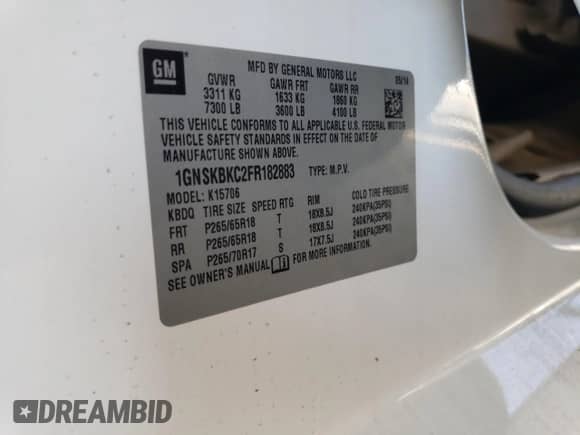 GM
MFD BY GENERAL MOTORS LLC
05/14
GVWR GAWR FRT GAWR RR
3311 KG 1633 KG 1860 KG
7300 LB 3600 LB 4100 LB
THIS VEHICLE CONFORMS TO ALL APPLICABLE U.S. FEDERAL MOTOR
VEHICLE SAFETY STANDARDS IN EFFECT ON THE DATE OF
MANUFACTURE SHOWN ABOVE.
1GNSKBKC2FR182883 TYPE: M.P.V.
MODEL: K15706
KBDQ TIRE SIZE SPEED RTG RIM COLD TIRE PRESSURE
FRT P265/65R18 T 18X8.5J 240KPA(35PSI)
RR P265/65R18 T 18X8.5J 240KPA(35PSI)
SPA P265/70R17 S 17X7.5J 240KPA(35PSI)
SEE OWNER'S MANUAL FOR MORE INFORMATION.
DREAMBID